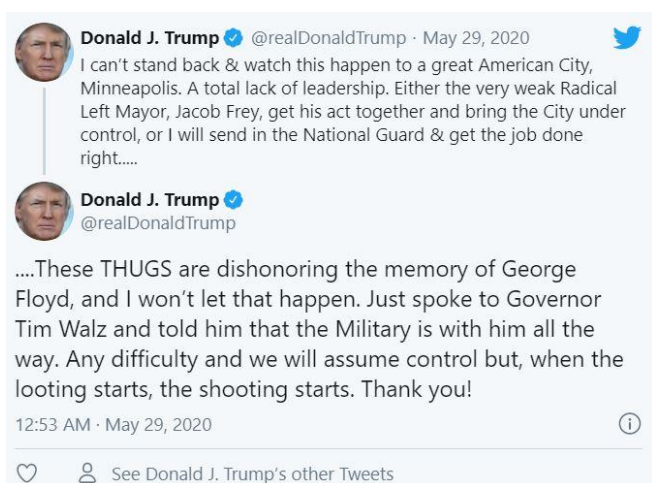 Donald J. Trump @realDonaldTrump · May 29, 2020
I can't stand back & watch this happen to a great American City,
Minneapolis. A total lack of leadership. Either the very weak Radical
Left Mayor, Jacob Frey, get his act together and bring the City under
control, or I will send in the National Guard & get the job done
right.....
Donald J. Trump
@realDonaldTrump
....These THUGS are dishonoring the memory of George
Floyd, and I won't let that happen. Just spoke to Governor
Tim Walz and told him that the Military is with him all the
way. Any difficulty and we will assume control but, when the
looting starts, the shooting starts. Thank you!
12:53 AM · May 29, 2020
See Donald J. Trump's other Tweets